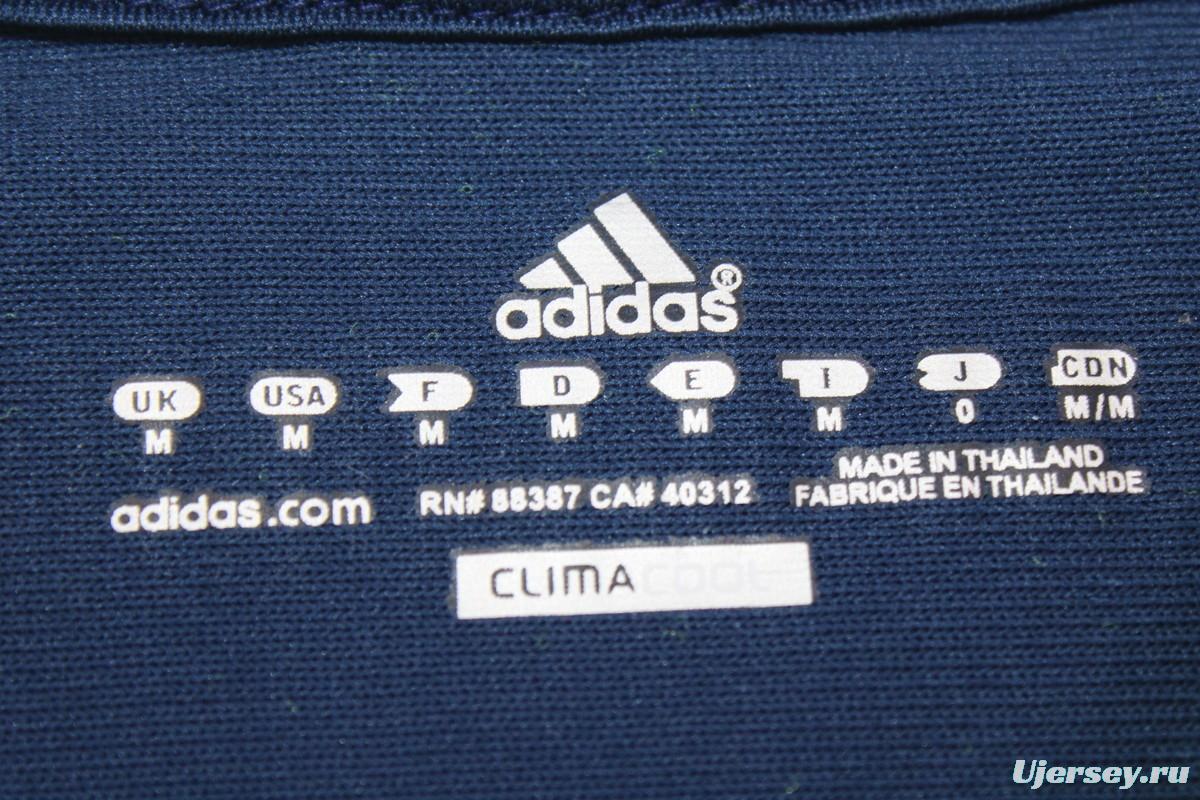 adidas®
UK USA F D E I J CDN
M M M M M M 0 M/M
adidas.com RN# 88387 CA# 40312 MADE IN THAILAND
FABRIQUE EN THAILANDE
CLIMACOOL
Ujersey.ru